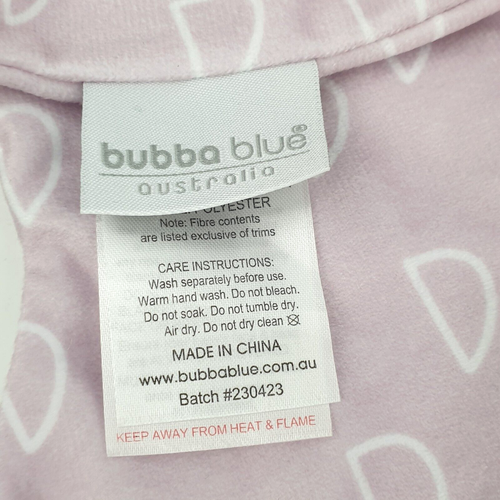 bubba blue
australia
POLYESTER
Note: Fibre contents
are listed exclusive of trims
CARE INSTRUCTIONS:
Wash separately before use.
Warm hand wash. Do not bleach.
Do not soak. Do not tumble dry.
Air dry. Do not dry clean
MADE IN CHINA
www.bubbablue.com.au
Batch #230423
KEEP AWAY FROM HEAT & FLAME